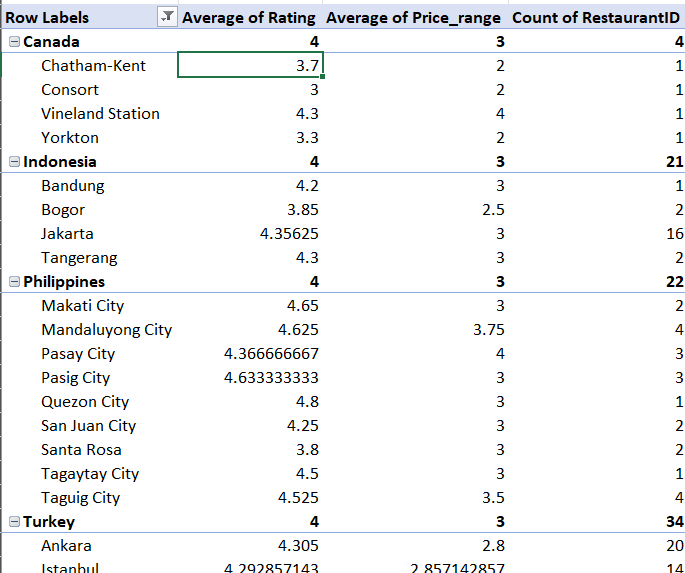 Row Labels Average of Rating Average of Price_range Count of RestaurantID
Canada 4 3 4
Chatham-Kent 3.7 2 1
Consort 3 2 1
Vineland Station 4.3 4 1
Yorkton 3.3 2 1
Indonesia 4 3 21
Bandung 4.2 3 1
Bogor 3.85 2.5 2
Jakarta 4.35625 3 16
Tangerang 4.3 3 2
Philippines 4 3 22
Makati City 4.65 3 2
Mandaluyong City 4.625 3.75 4
Pasay City 4.366666667 4 3
Pasig City 4.633333333 3 3
Quezon City 4.8 3 1
San Juan City 4.25 3 2
Santa Rosa 3.8 3 2
Tagaytay City 4.5 3 1
Taguig City 4.525 3.5 4
Turkey 4 3 34
Ankara 4.305 2.8 20
Istanbul 4.292857143 2.857142857 14